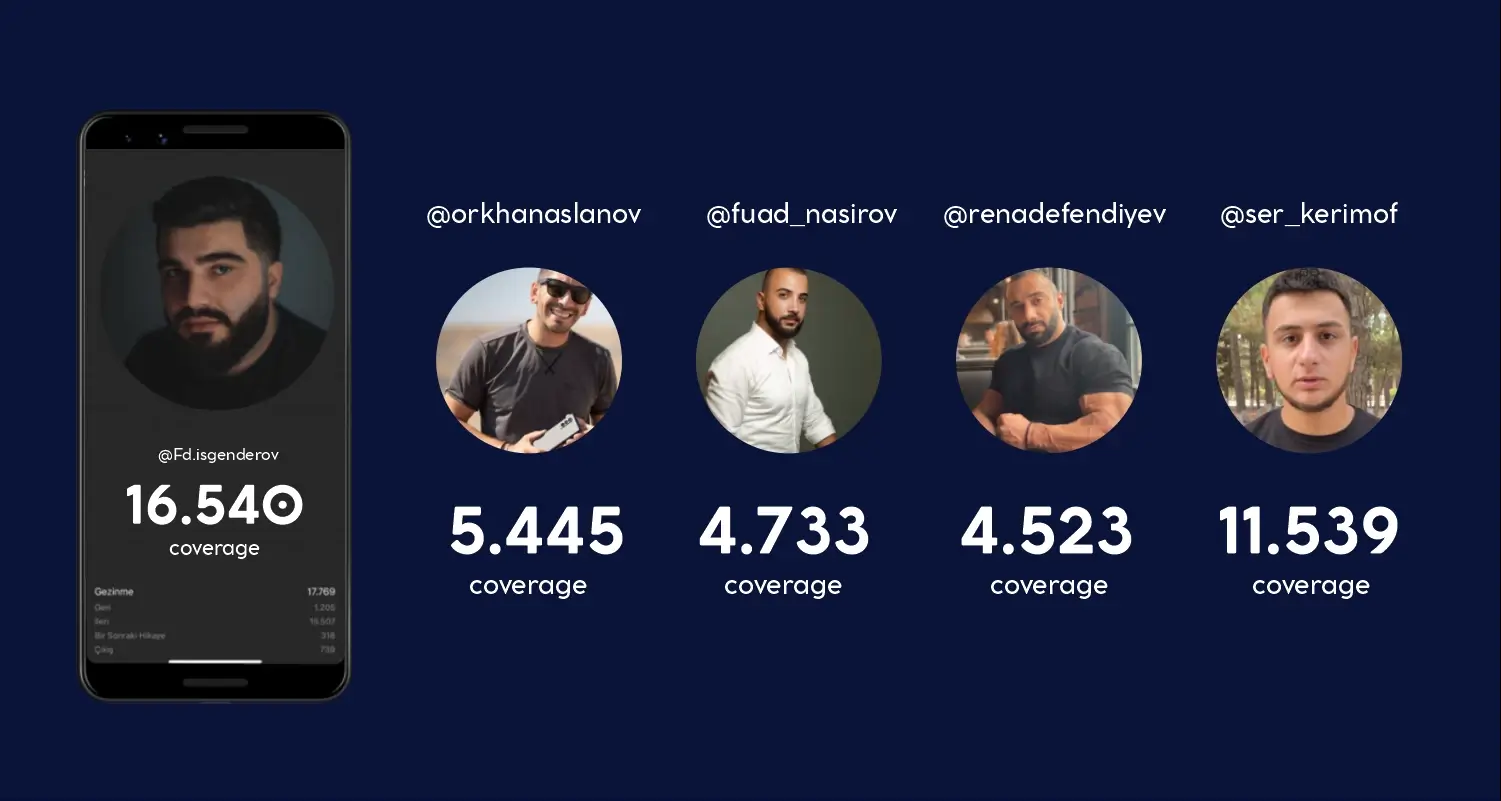 @Fd.isgenderov
16.540
coverage
Gezinme 17.769
Geri 1.205
İleri 15.507
Bir Sonraki Hikaye 318
Çıkış 739
@orkhanaslanov
5.445
coverage
@fuad_nasirov
4.733
coverage
@renadefendiyev
4.523
coverage
@ser_kerimof
11.539
coverage